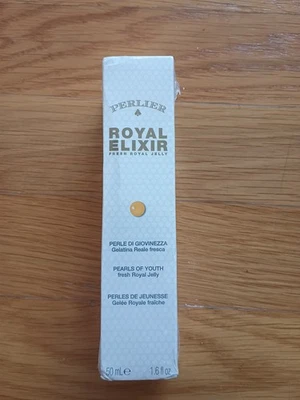 PERLIER
ROYAL
ELIXIR
FRESH ROYAL JELLY
PERLE DI GIOVINEZZA
Gelatina Reale fresca
PEARLS OF YOUTH
fresh Royal Jelly
PERLES DE JEUNESSE
Gelée Royale fraîche
50 mL e 1.6 fl oz